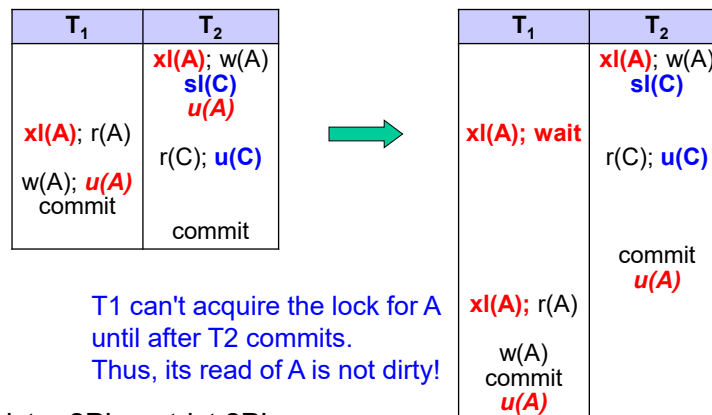 T1 T2
xl(A); w(A)
sl(C)
u(A)
xl(A); r(A)
r(C); u(C)
w(A); u(A)
commit
commit
T1 T2
xl(A); w(A)
sl(C)
xl(A); wait
r(C); u(C)
commit
u(A)
xl(A); r(A)
w(A)
commit
u(A)
T1 can't acquire the lock for A
until after T2 commits.
Thus, its read of A is not dirty!